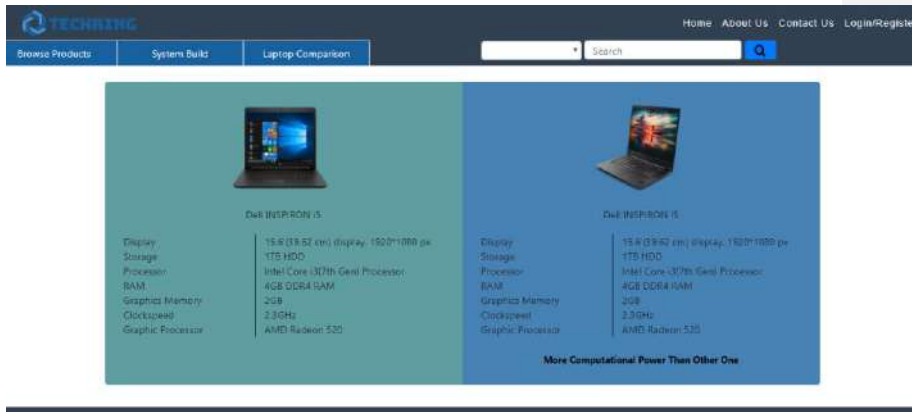 TECHRING
Home About Us Contact Us Login/Registe
Browse Products System Build Laptop Comparison Search
Dell INSPIRON i5 Dell INSPIRON i5
Display 15.6 (39.62 cm) display, 1920*1080 px Display 15.6 (39.62 cm) display, 1920*1080 px
Storage 1TB HDD Storage 1TB HDD
Processor Intel Core i3(7th Gen) Processor Processor Intel Core i3(7th Gen) Processor
RAM 4GB DDR4 RAM RAM 4GB DDR4 RAM
Graphics Memory 2GB Graphics Memory 2GB
Clockspeed 2.3GHz Clockspeed 2.3GHz
Graphic Processor AMD Radeon 520 Graphic Processor AMD Radeon 520
More Computational Power Than Other One